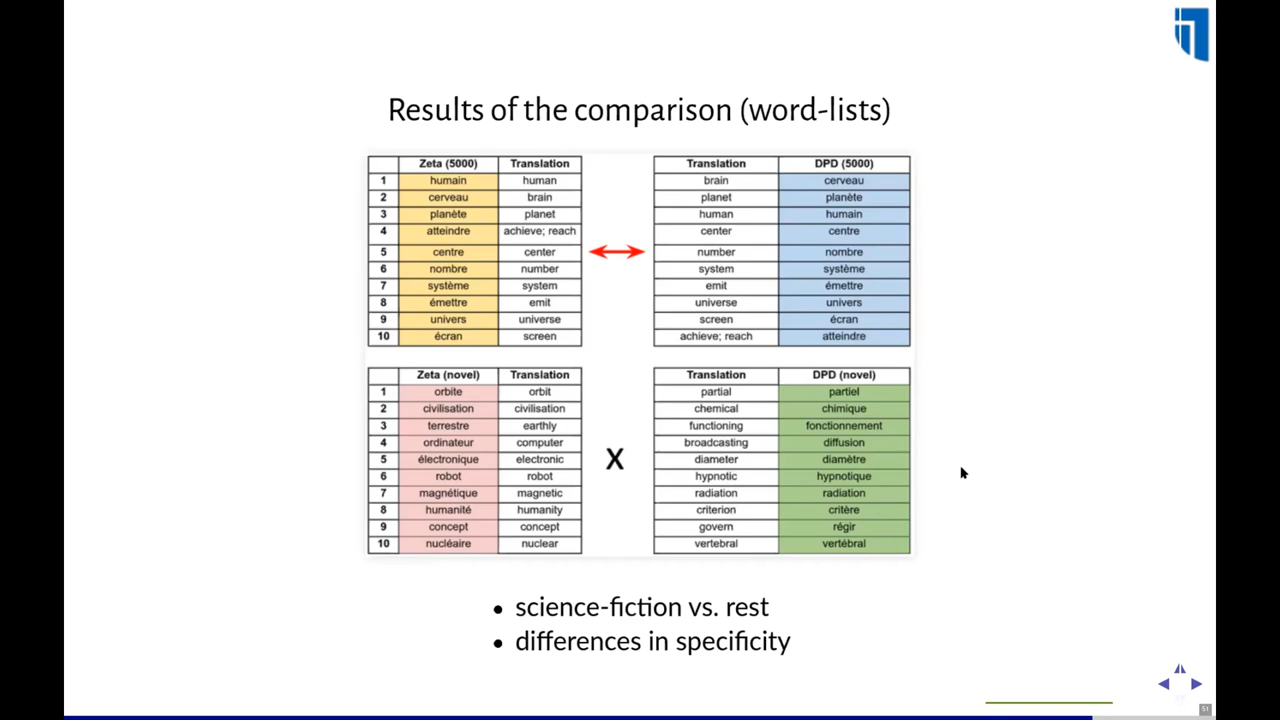 Results of the comparison (word-lists)
Zeta (5000) Translation Translation DPD (5000)
1 humain human brain cerveau
2 cerveau brain planet planète
3 planète planet human humain
4 atteindre achieve; reach center centre
5 centre center number nombre
6 nombre number system système
7 système system emit émettre
8 émettre emit universe univers
9 univers universe screen écran
10 écran screen achieve; reach atteindre
Zeta (novel) Translation Translation DPD (novel)
1 orbite orbit partial partiel
2 civilisation civilisation chemical chimique
3 terrestre earthly functioning fonctionnement
4 ordinateur computer broadcasting diffusion
5 électronique electronic X diameter diamètre
6 robot robot hypnotic hypnotique
7 magnétique magnetic radiation radiation
8 humanité humanity criterion critère
9 concept concept govern régir
10 nucléaire nuclear vertebral vertébral
• science-fiction vs. rest
• differences in specificity
51